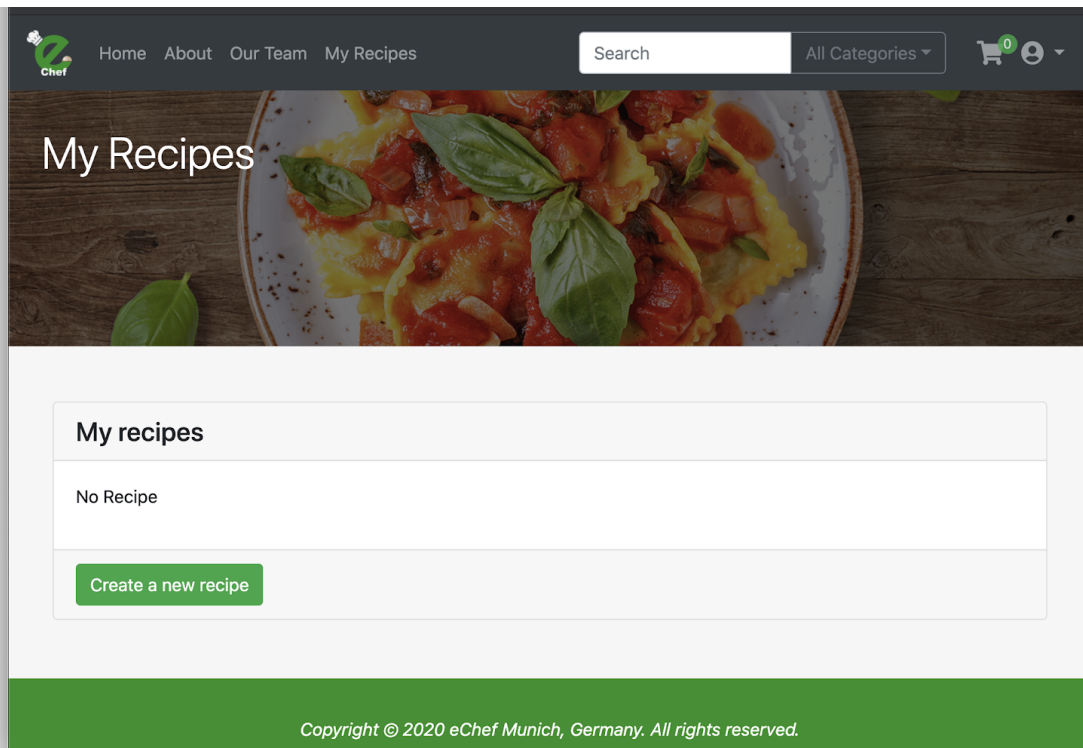 e
Chef
Home About Our Team My Recipes Search All Categories 0
My Recipes
My recipes
No Recipe
Create a new recipe
Copyright © 2020 eChef Munich, Germany. All rights reserved.